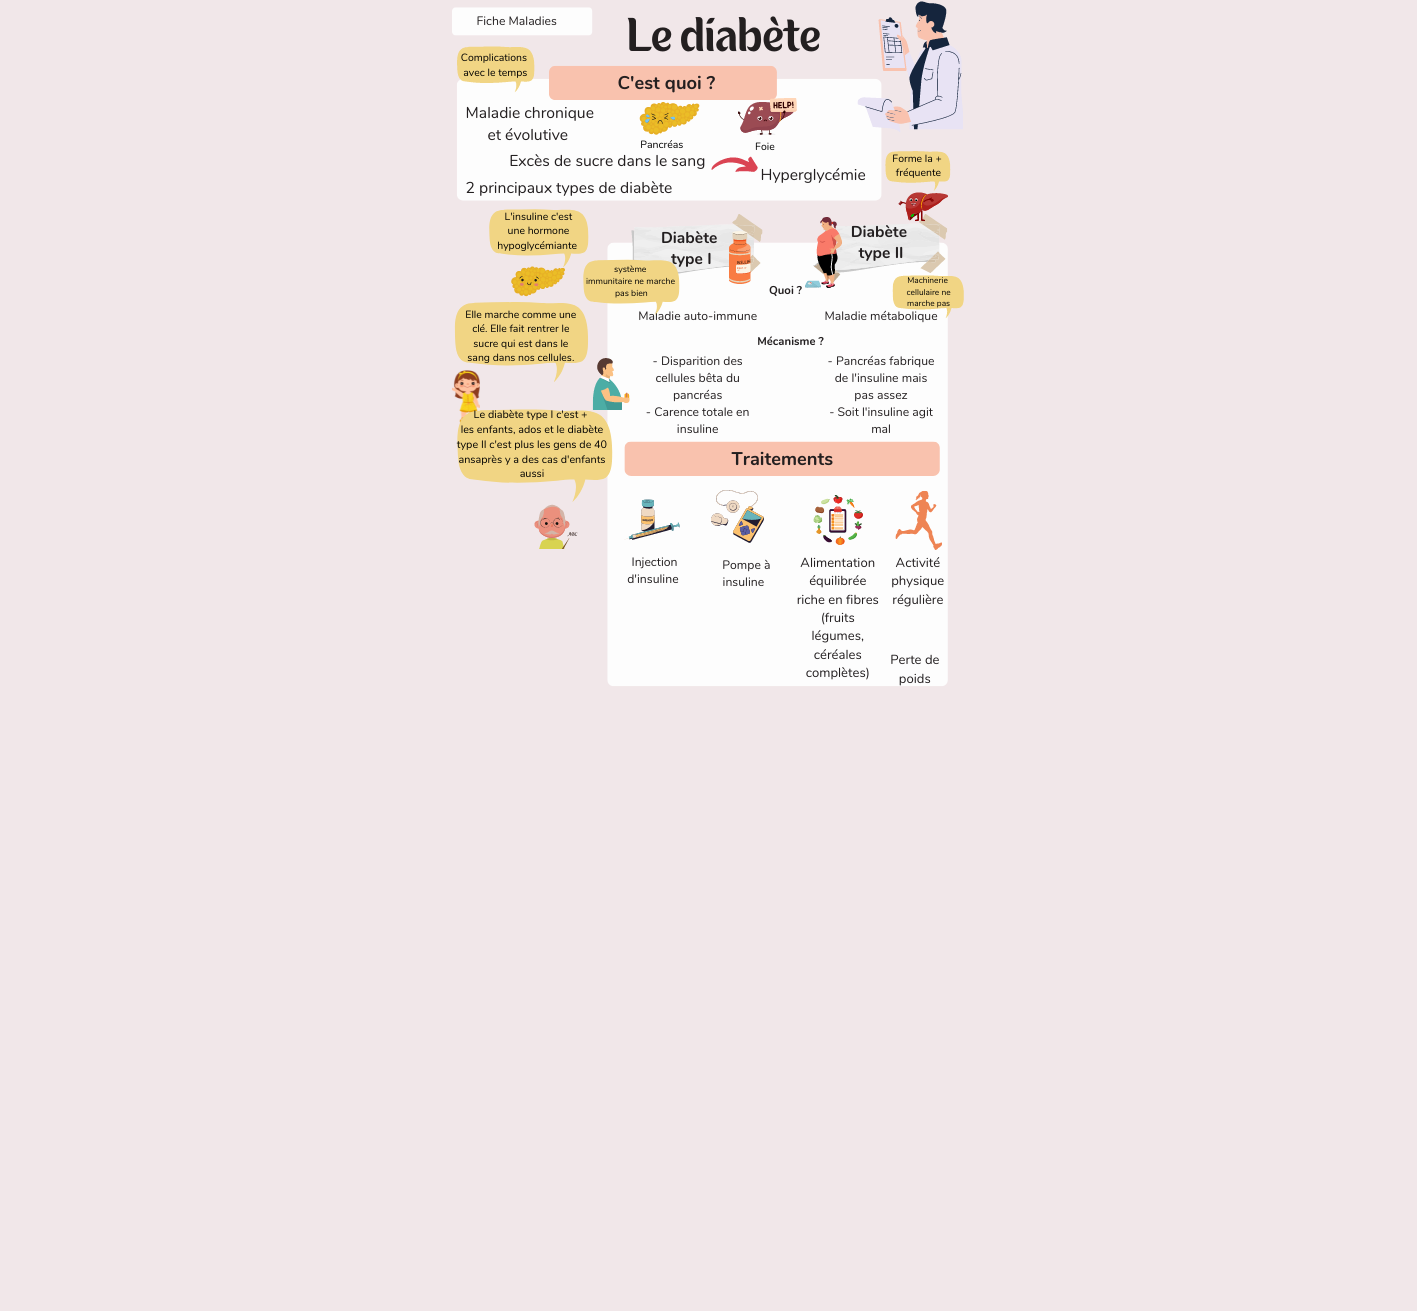 Fiche Maladies
Le diabète
Complications
avec le temps
C'est quoi ?
Maladie chronique
et évolutive
HELP!
Pancréas
Foie
Excès de sucre dans le sang
Hyperglycémie
2 principaux types de diabète
Forme la +
fréquente
L'insuline c'est
une hormone
hypoglycémiante
Diabète
type I
Diabète
type II
système
immunitaire ne marche
pas bien
Machinerie
cellulaire ne
marche pas
Quoi ?
Elle marche comme une
clé. Elle fait rentrer le
sucre qui est dans le
sang dans nos cellules.
Maladie auto-immune
Maladie métabolique
Mécanisme ?
- Disparition des
cellules bêta du
pancréas
- Carence totale en
insuline
- Pancréas fabrique
de l'insuline mais
pas assez
- Soit l'insuline agit
mal
Le diabète type I c'est +
les enfants, ados et le diabète
type II c'est plus les gens de 40
ansaprès y a des cas d'enfants
aussi
Traitements
Injection
d'insuline
Pompe à
insuline
Alimentation
équilibrée
riche en fibres
(fruits
légumes,
céréales
complètes)
Activité
physique
régulière
Perte de
poids